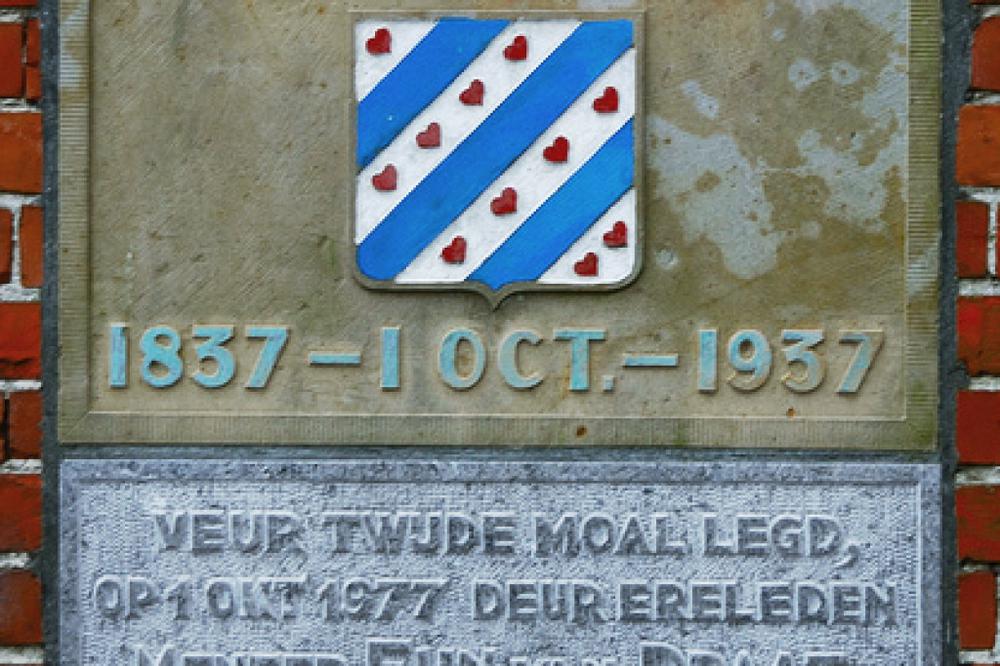 1837 – 1 OCT. – 1937
VEUR TWIJDE MOAL LEGD,
OP 1 OKT 1977 DEUR ERELEDEN